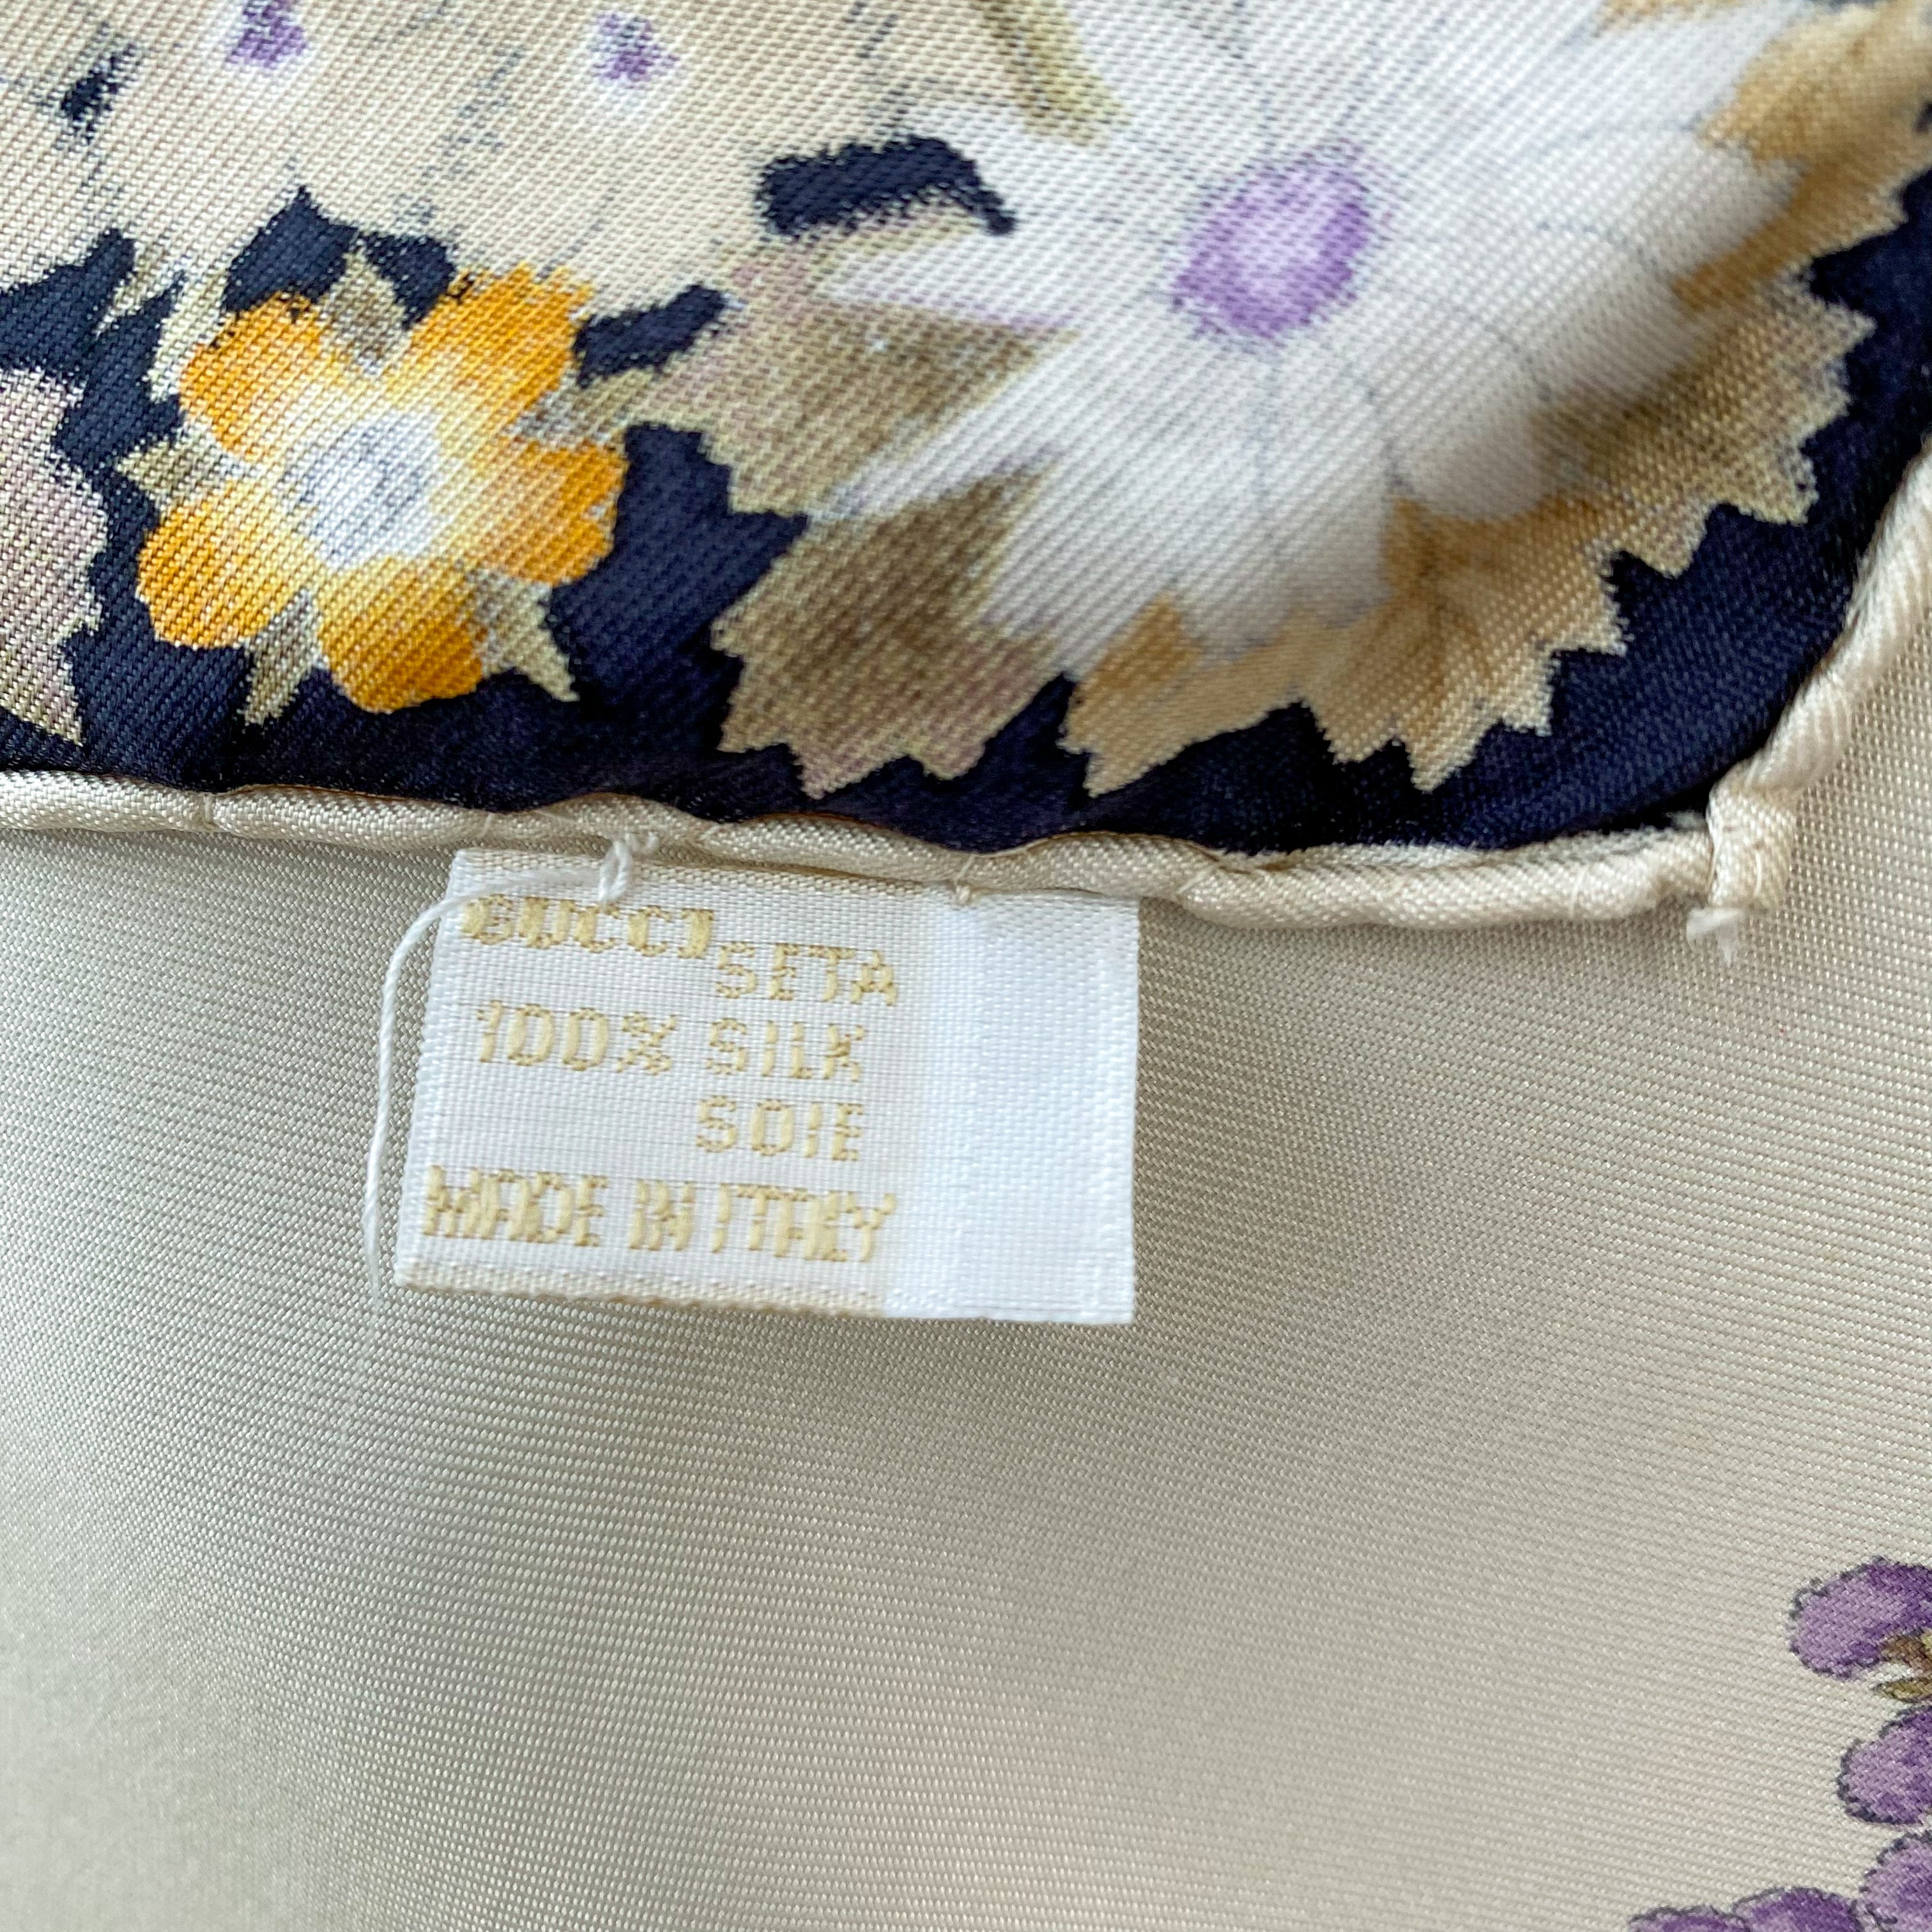 GUCCI
SETA
100% SILK
SOIE
MADE IN ITALY